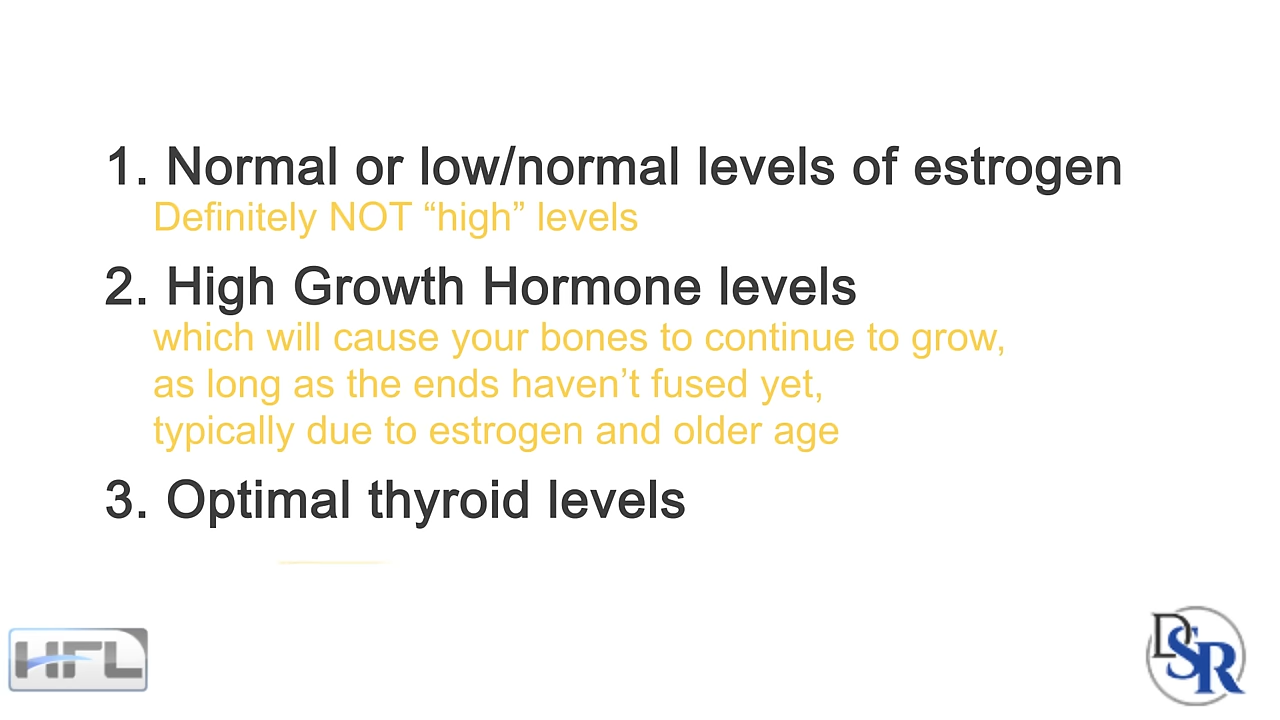 1. Normal or low/normal levels of estrogen
Definitely NOT “high” levels
2. High Growth Hormone levels
which will cause your bones to continue to grow,
as long as the ends haven’t fused yet,
typically due to estrogen and older age
3. Optimal thyroid levels
HFL
DSR